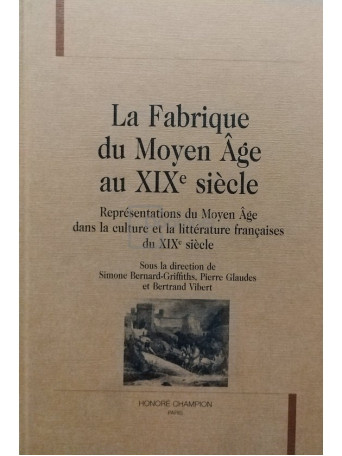 La Fabrique
du Moyen Âge
au XIXe siècle
Représentations du Moyen Âge
dans la culture et la littérature françaises
du XIXe siècle
Sous la direction de
Simone Bernard-Griffiths, Pierre Glaudes
et Bertrand Vibert
HONORÉ CHAMPION
PARIS